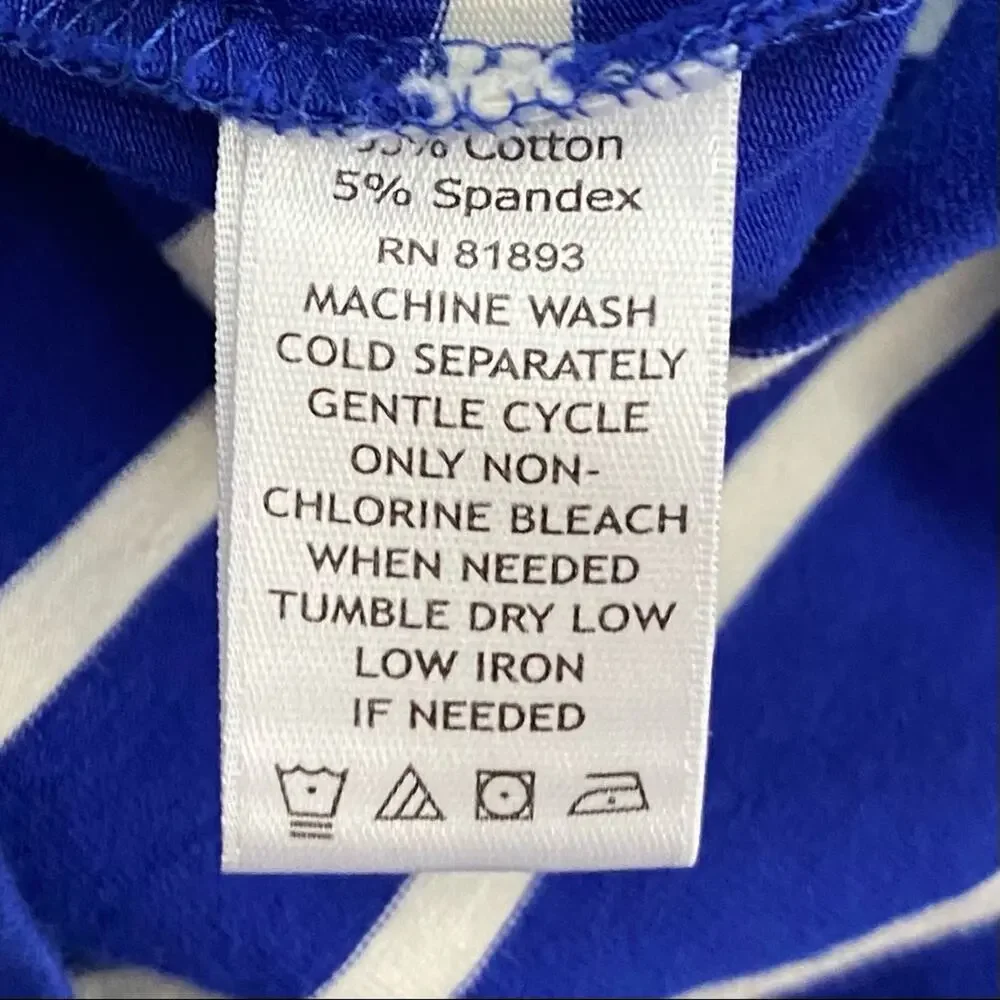 % Cotton
5% Spandex
RN 81893
MACHINE WASH
COLD SEPARATELY
GENTLE CYCLE
ONLY NON-
CHLORINE BLEACH
WHEN NEEDED
TUMBLE DRY LOW
LOW IRON
IF NEEDED